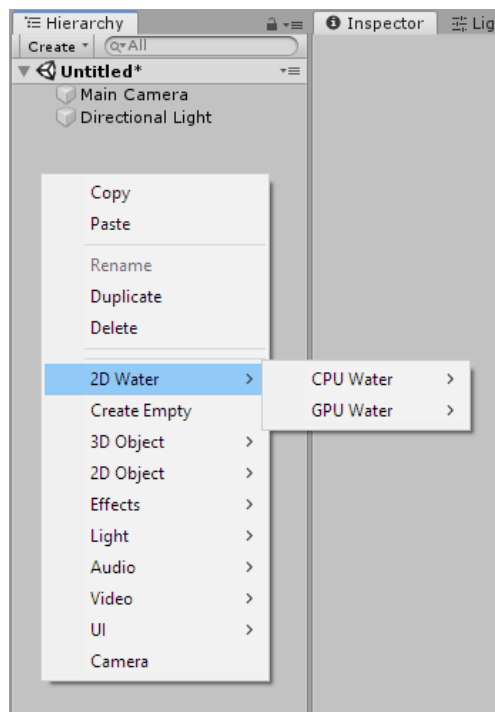 Hierarchy
Inspector
Lig
Create
All
Untitled*
Main Camera
Directional Light
Copy
Paste
Rename
Duplicate
Delete
2D Water
CPU Water
Create Empty
GPU Water
3D Object
2D Object
Effects
Light
Audio
Video
UI
Camera